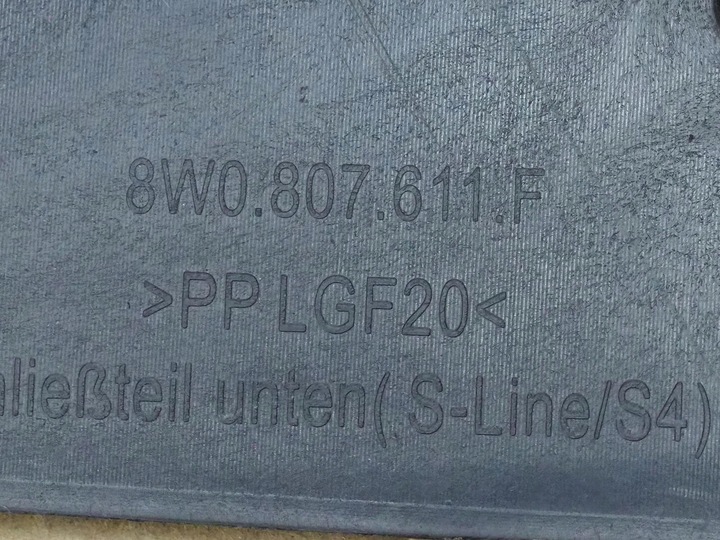 8W0.807.611.F
>PP LGF20<
ließteil unten( S-Line/S4)